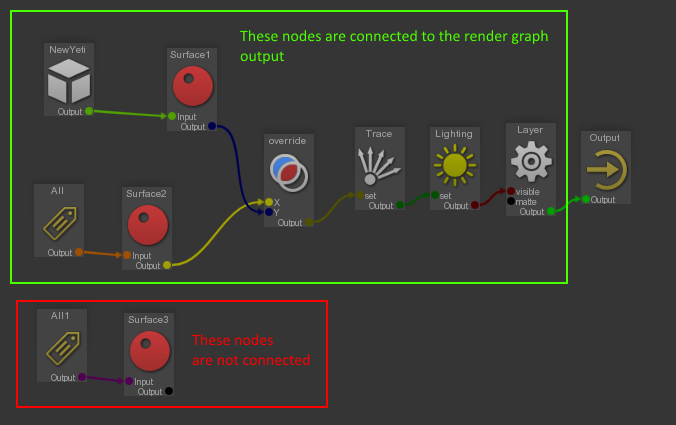 These nodes are connected to the render graph
output
NewYeti
Output
Surface1
Input
Output
All
Output
Surface2
Input
Output
override
X
Y
Output
Trace
set
Output
Lighting
set
Output
Layer
visible
matte
Output
Output
Output
All1
Output
Surface3
Input
Output
These nodes
are not connected